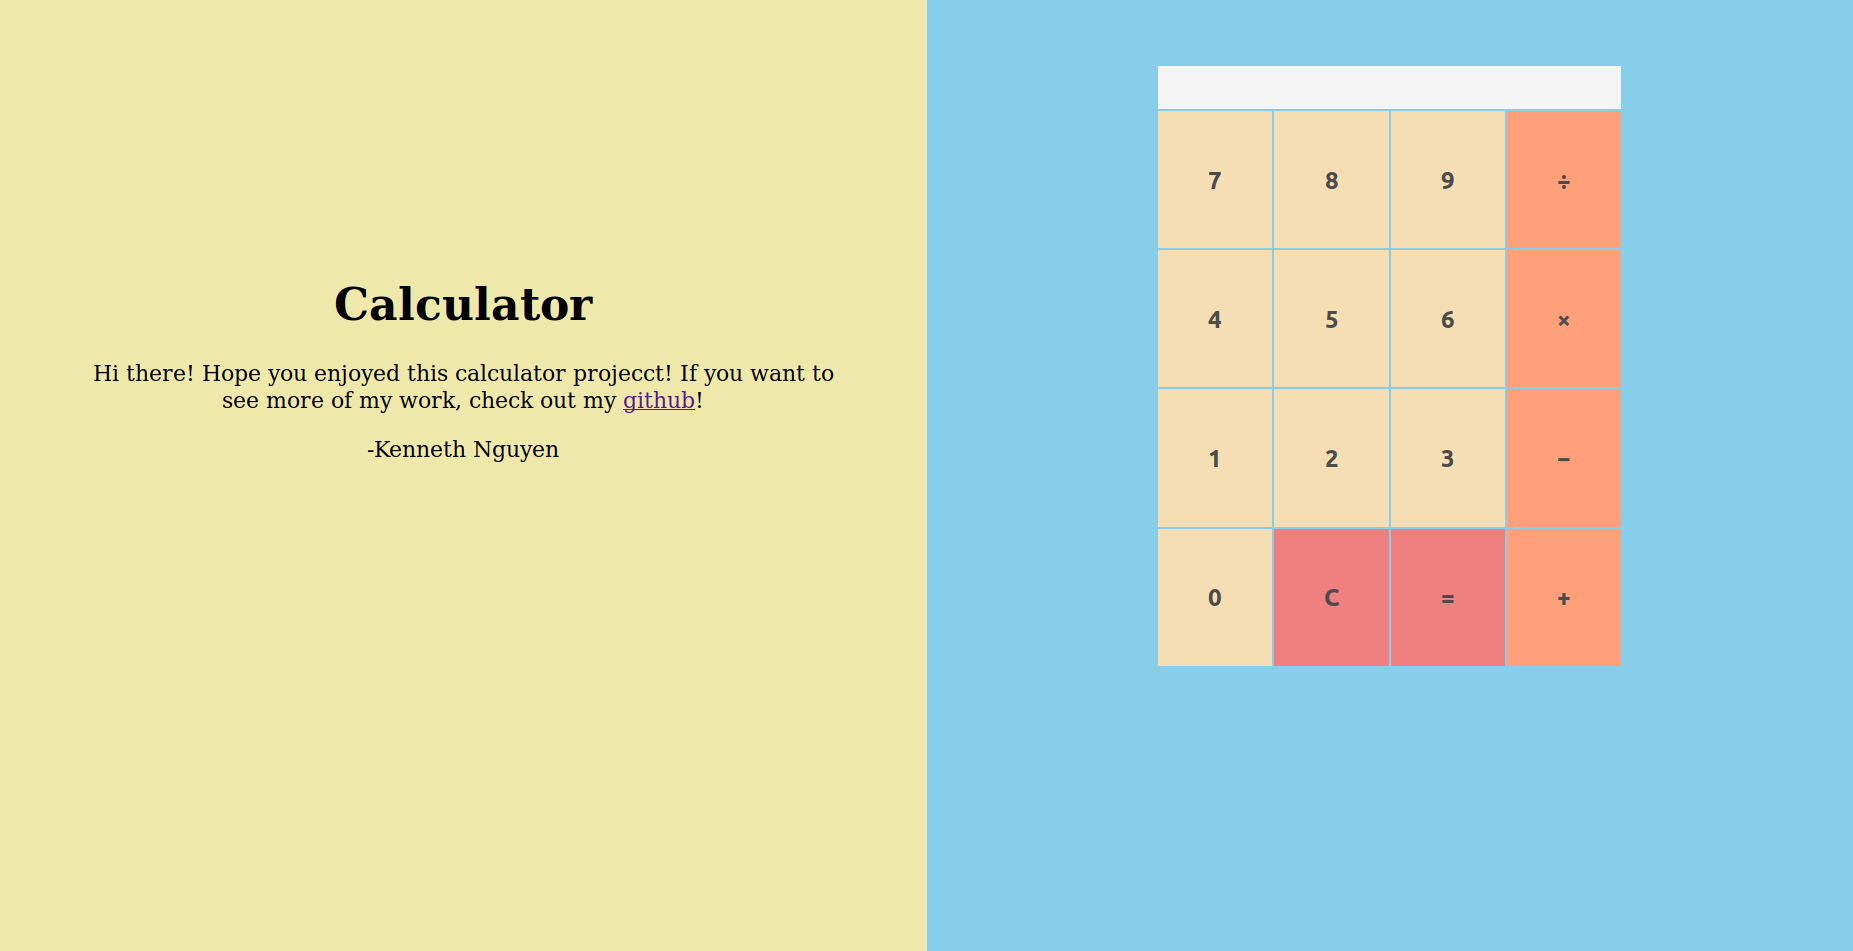 Calculator
Hi there! Hope you enjoyed this calculator projecct! If you want to
see more of my work, check out my github!
-Kenneth Nguyen
7 8 9 ÷
4 5 6 ×
1 2 3 −
0 C = +